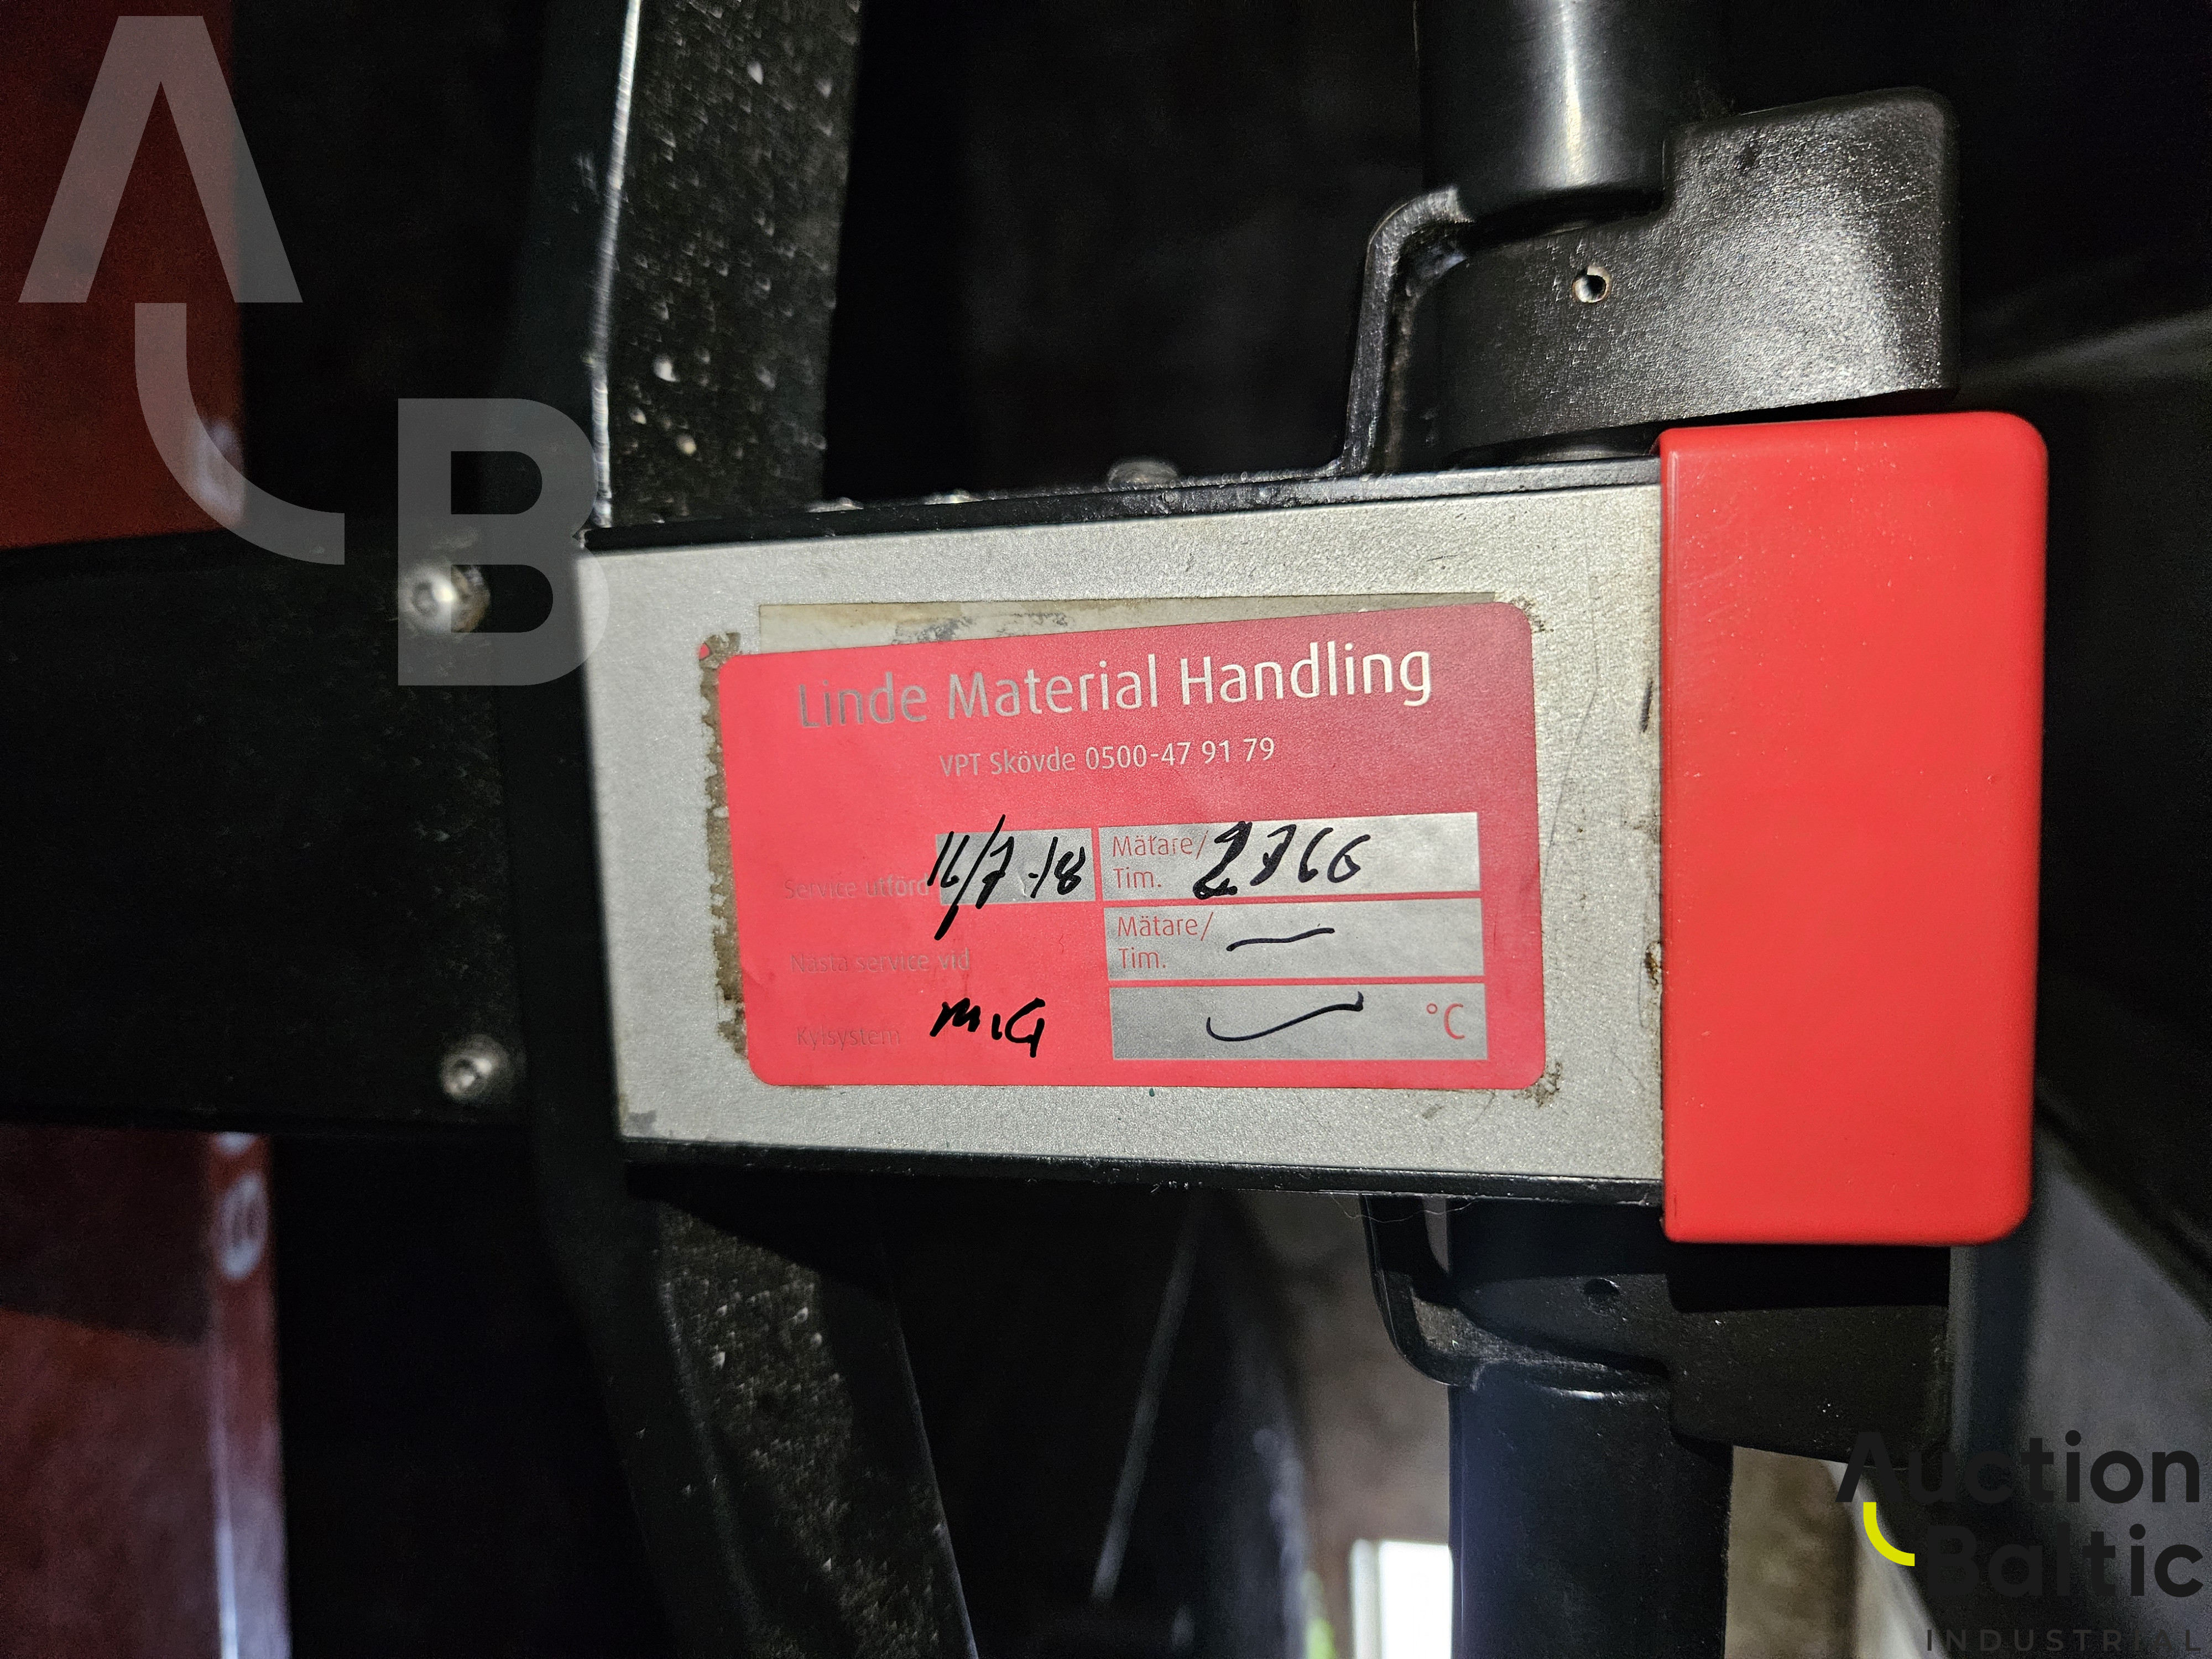 A
B
Linde Material Handling
VPT Skövde 0500-47 91 79
Service utförd 16/7-18 Mätare/
Tim. 2766
Nästa service vid Mätare/
Tim. —
Kylsystem M.G °C
Auction
Baltic
INDUSTRIAL